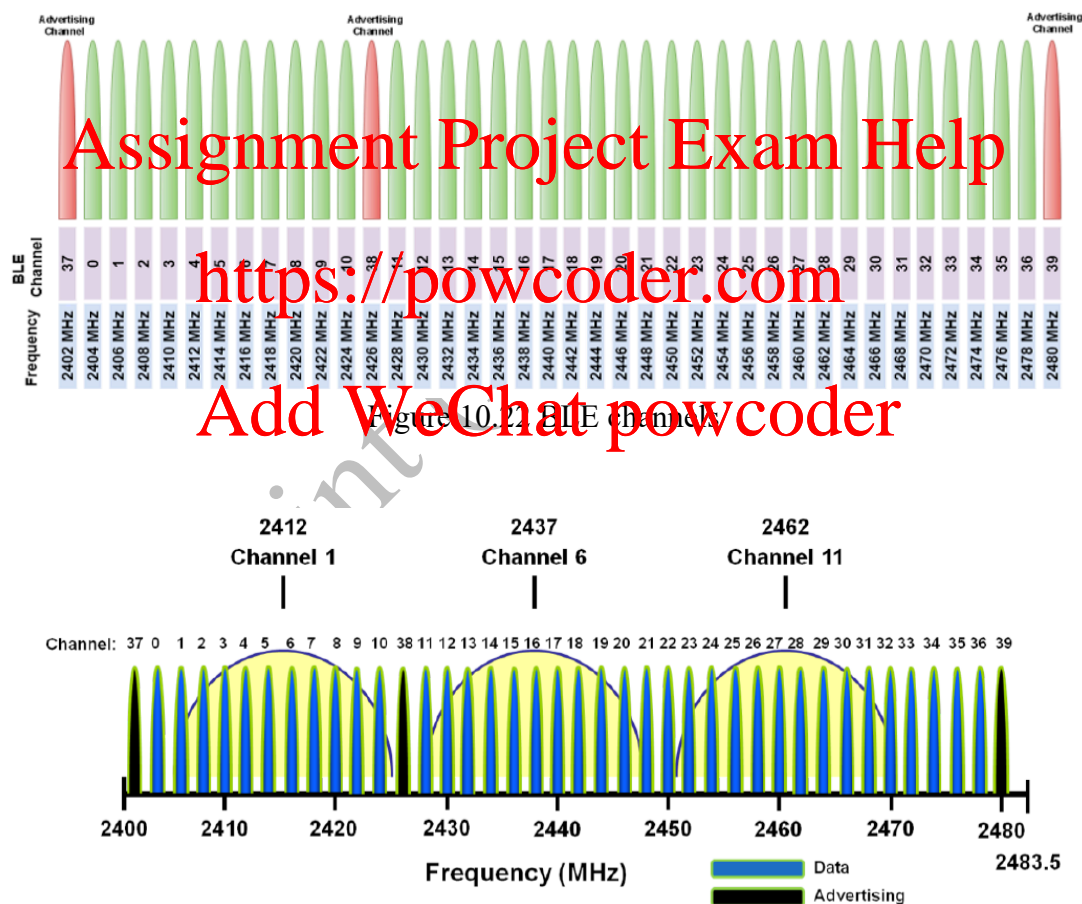 Advertising Channel Advertising Channel Advertising Channel
Assignment Project Exam Help
BLE Channel 37 0 1 2 3 4 5 6 7 8 9 10 38 11 12 13 14 15 16 17 18 19 20 21 22 23 24 25 26 27 28 29 30 31 32 33 34 35 36 39
https://powcoder.com
Frequency 2402 MHz 2404 MHz 2406 MHz 2408 MHz 2410 MHz 2412 MHz 2414 MHz 2416 MHz 2418 MHz 2420 MHz 2422 MHz 2424 MHz 2426 MHz 2428 MHz 2430 MHz 2432 MHz 2434 MHz 2436 MHz 2438 MHz 2440 MHz 2442 MHz 2444 MHz 2446 MHz 2448 MHz 2450 MHz 2452 MHz 2454 MHz 2456 MHz 2458 MHz 2460 MHz 2462 MHz 2464 MHz 2466 MHz 2468 MHz 2470 MHz 2472 MHz 2474 MHz 2476 MHz 2478 MHz 2480 MHz
Add WeChat powcoder
Figure 10.22 BLE channels
2412 2437 2462
Channel 1 Channel 6 Channel 11
Channel: 37 0 1 2 3 4 5 6 7 8 9 10 38 11 12 13 14 15 16 17 18 19 20 21 22 23 24 25 26 27 28 29 30 31 32 33 34 35 36 39
2400 2410 2420 2430 2440 2450 2460 2470 2480
2483.5
Frequency (MHz)
Data
Advertising